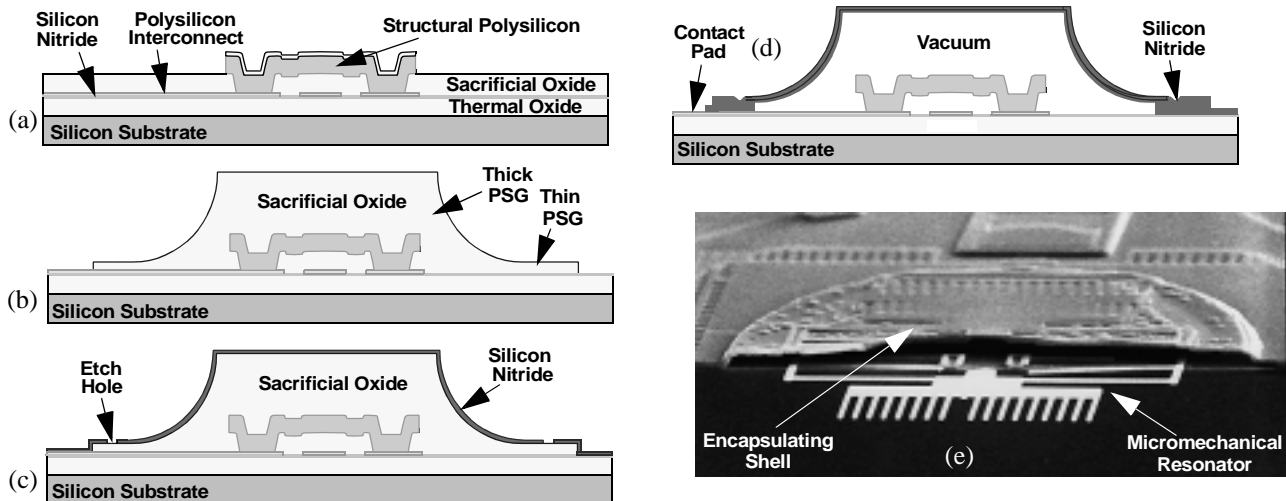 Silicon
Nitride
Polysilicon
Interconnect
Structural Polysilicon
Sacrificial Oxide
Thermal Oxide
(a)
Silicon Substrate
Sacrificial Oxide
Thick
PSG
Thin
PSG
(b)
Silicon Substrate
Etch
Hole
Sacrificial Oxide
Silicon
Nitride
(c)
Silicon Substrate
Contact
Pad
(d)
Vacuum
Silicon
Nitride
Silicon Substrate
Encapsulating
Shell
(e)
Micromechanical
Resonator